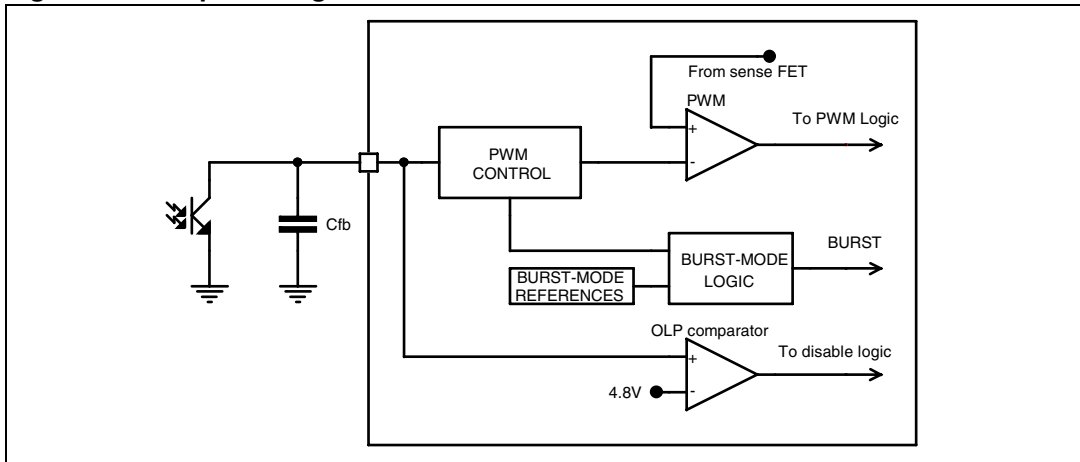 From sense FET
PWM
+
-
To PWM Logic
PWM
CONTROL
Cfb
BURST
BURST-MODE
LOGIC
BURST-MODE
REFERENCES
OLP comparator
+
-
To disable logic
4.8V